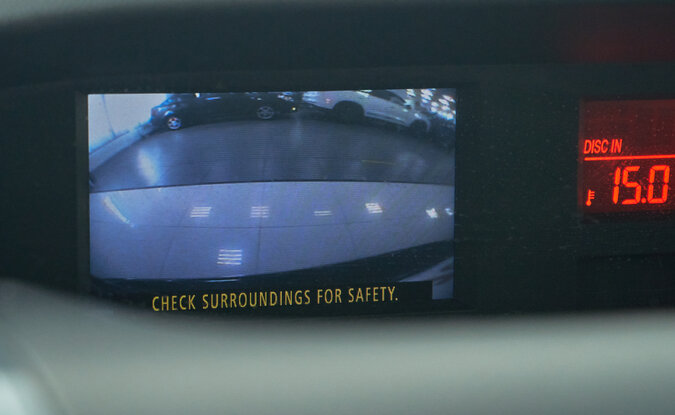 DISC IN
15.0
CHECK SURROUNDINGS FOR SAFETY.